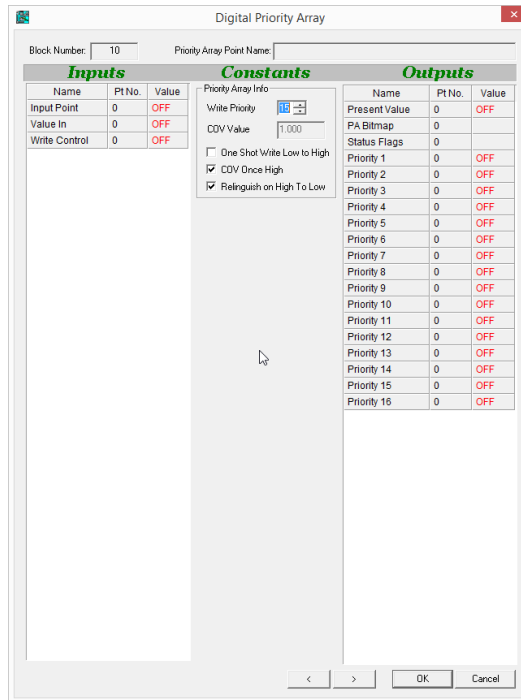 Digital Priority Array
Block Number: 10 Priority Array Point Name:
Inputs Constants Outputs
Name Pt No. Value
Input Point 0 OFF
Value In 0 OFF
Write Control 0 OFF
Priority Array Info
Write Priority 15
COV Value 1.000
One Shot Write Low to High
COV Once High
Relinguish on High To Low
Name Pt No. Value
Present Value 0 OFF
PA Bitmap 0
Status Flags 0
Priority 1 0 OFF
Priority 2 0 OFF
Priority 3 0 OFF
Priority 4 0 OFF
Priority 5 0 OFF
Priority 6 0 OFF
Priority 7 0 OFF
Priority 8 0 OFF
Priority 9 0 OFF
Priority 10 0 OFF
Priority 11 0 OFF
Priority 12 0 OFF
Priority 13 0 OFF
Priority 14 0 OFF
Priority 15 0 OFF
Priority 16 0 OFF
< > OK Cancel